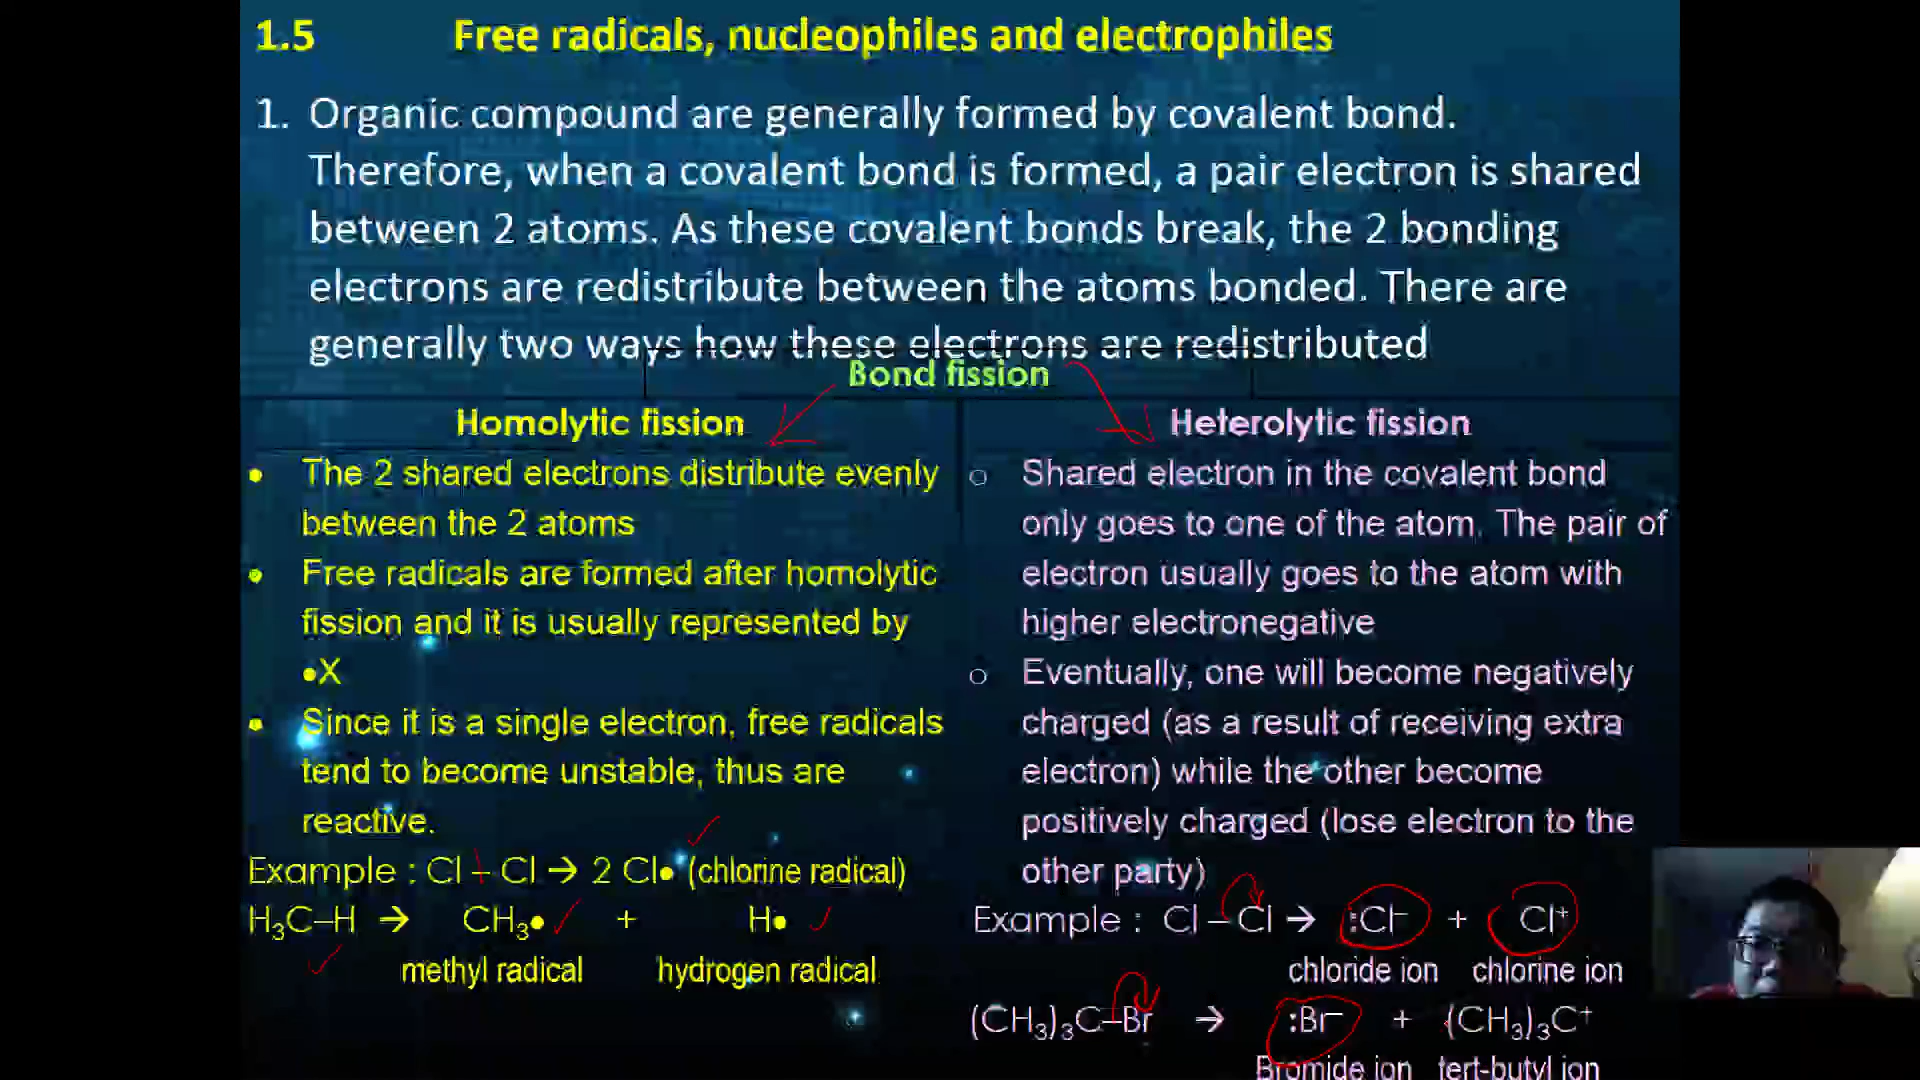 1.5 Free radicals, nucleophiles and electrophiles
1. Organic compound are generally formed by covalent bond.
Therefore, when a covalent bond is formed, a pair electron is shared
between 2 atoms. As these covalent bonds break, the 2 bonding
electrons are redistribute between the atoms bonded. There are
generally two ways how these electrons are redistributed
Bond fission
Homolytic fission
• The 2 shared electrons distribute evenly
between the 2 atoms
• Free radicals are formed after homolytic
fission and it is usually represented by
•X
• Since it is a single electron, free radicals
tend to become unstable, thus are
reactive.
Example : Cl – Cl → 2 Cl• (chlorine radical)
H₃C–H → CH₃• + H•
methyl radical hydrogen radical
Heterolytic fission
o Shared electron in the covalent bond
only goes to one of the atom. The pair of
electron usually goes to the atom with
higher electronegative
o Eventually, one will become negatively
charged (as a result of receiving extra
electron) while the other become
positively charged (lose electron to the
other party)
Example : Cl – Cl → :Cl⁻ + Cl⁺
chloride ion chlorine ion
(CH₃)₃C–Br → :Br⁻ + (CH₃)₃C⁺
Bromide ion tert-butyl ion